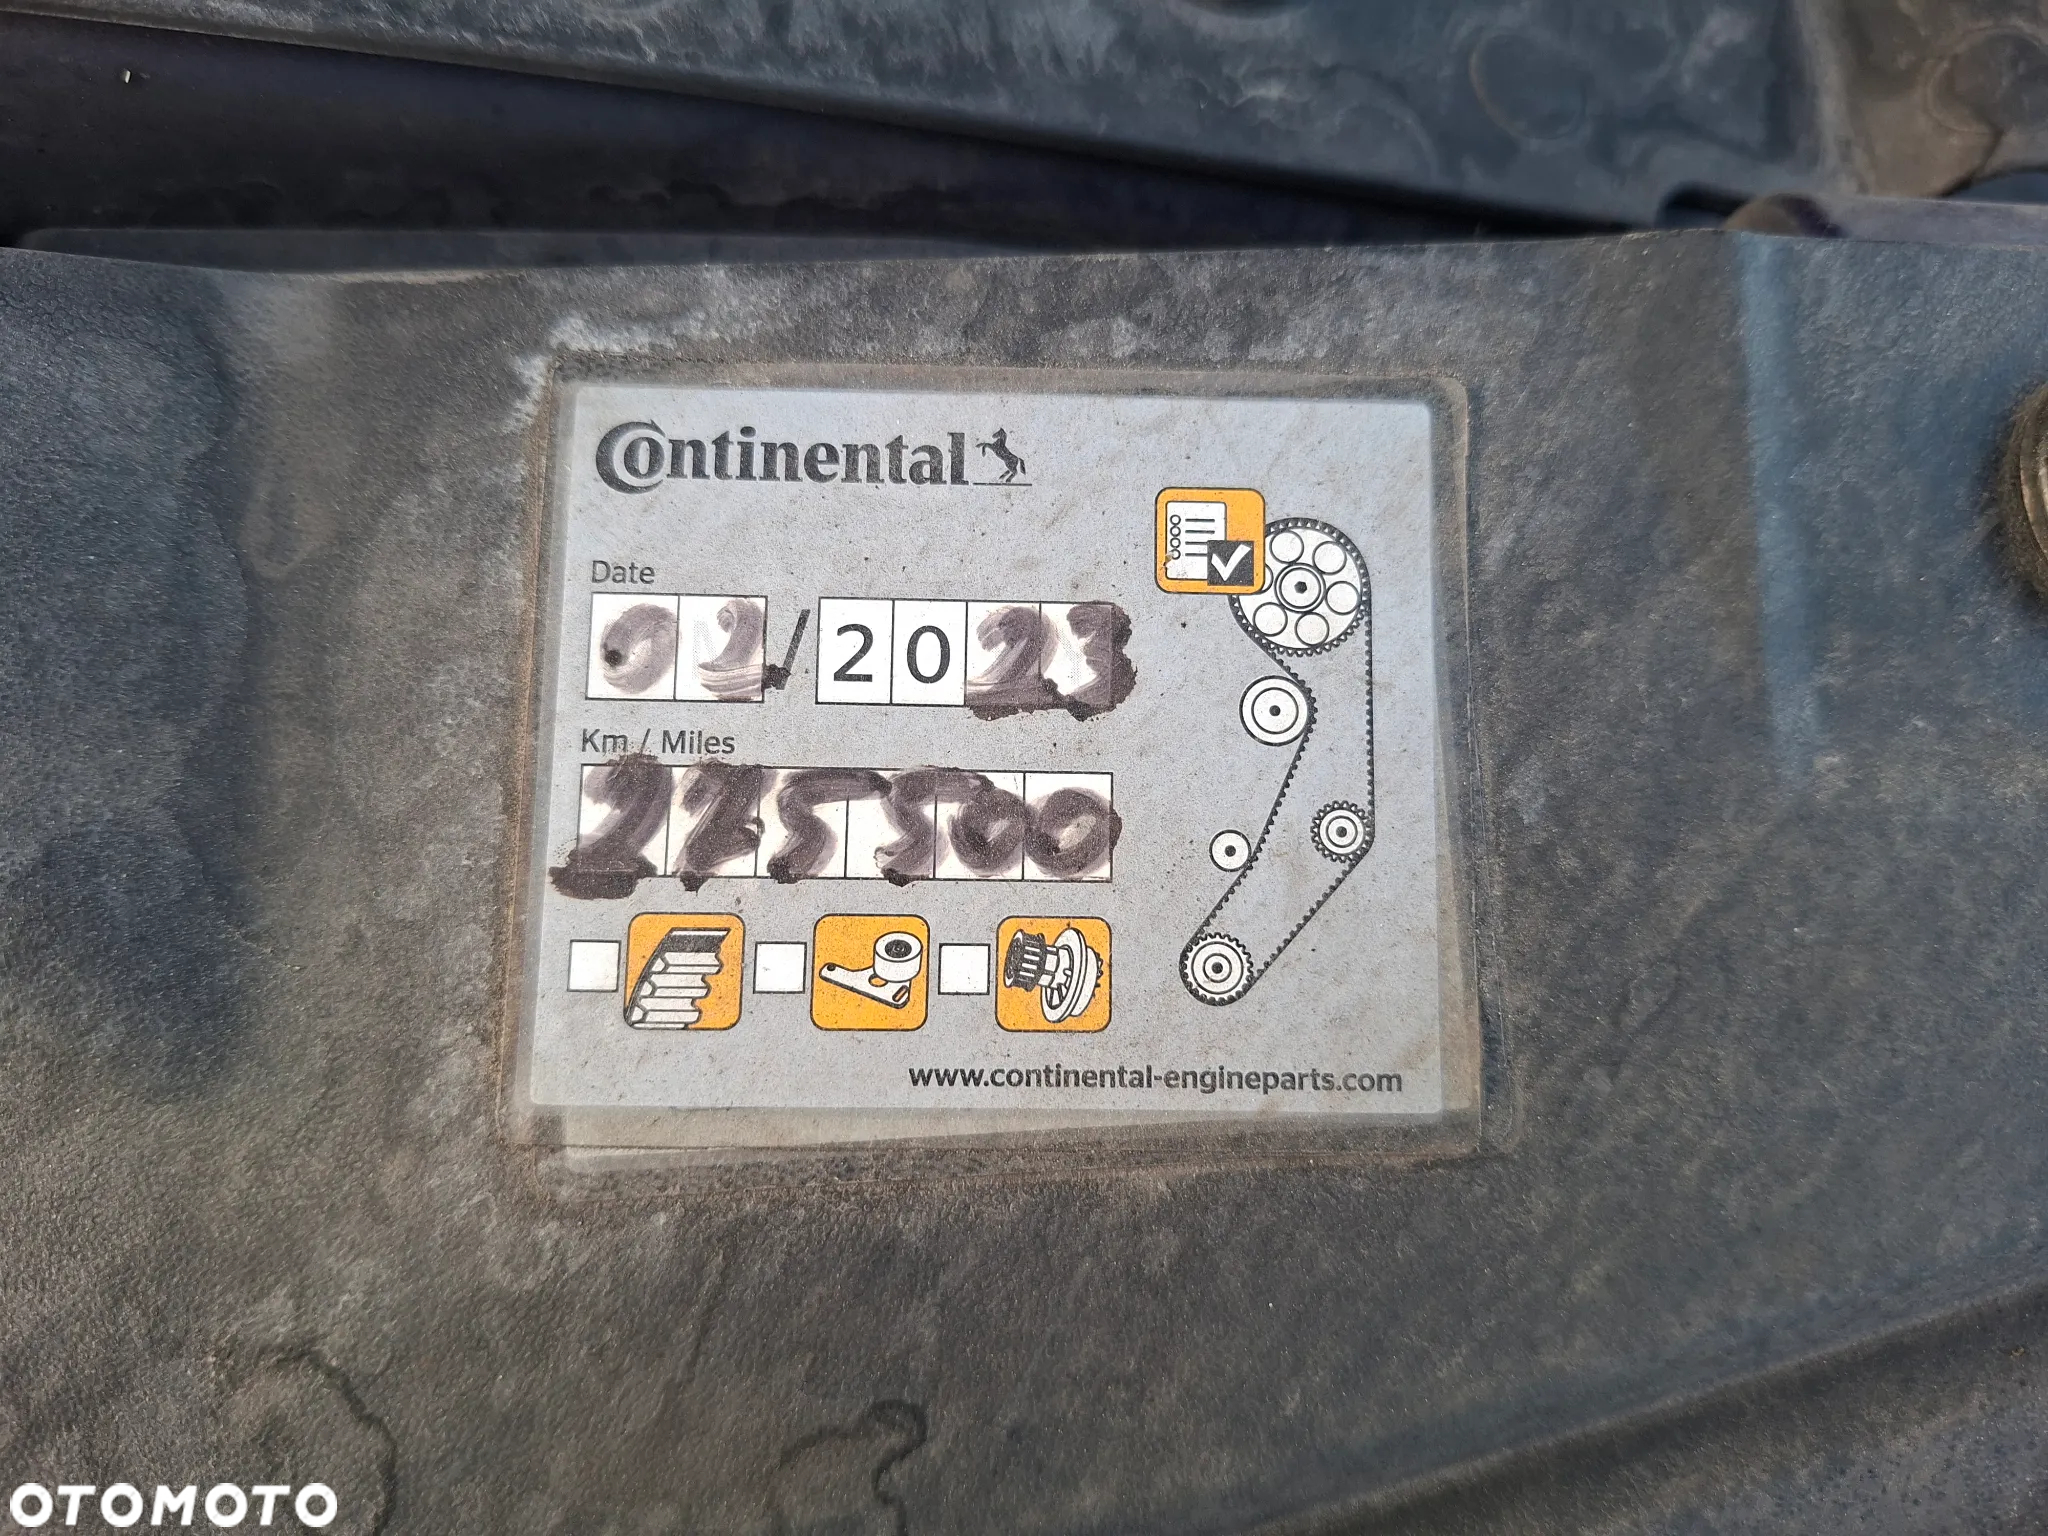 Continental
Date
02/2023
Km / Miles
225500
www.continental-engineparts.com
OTOMOTO